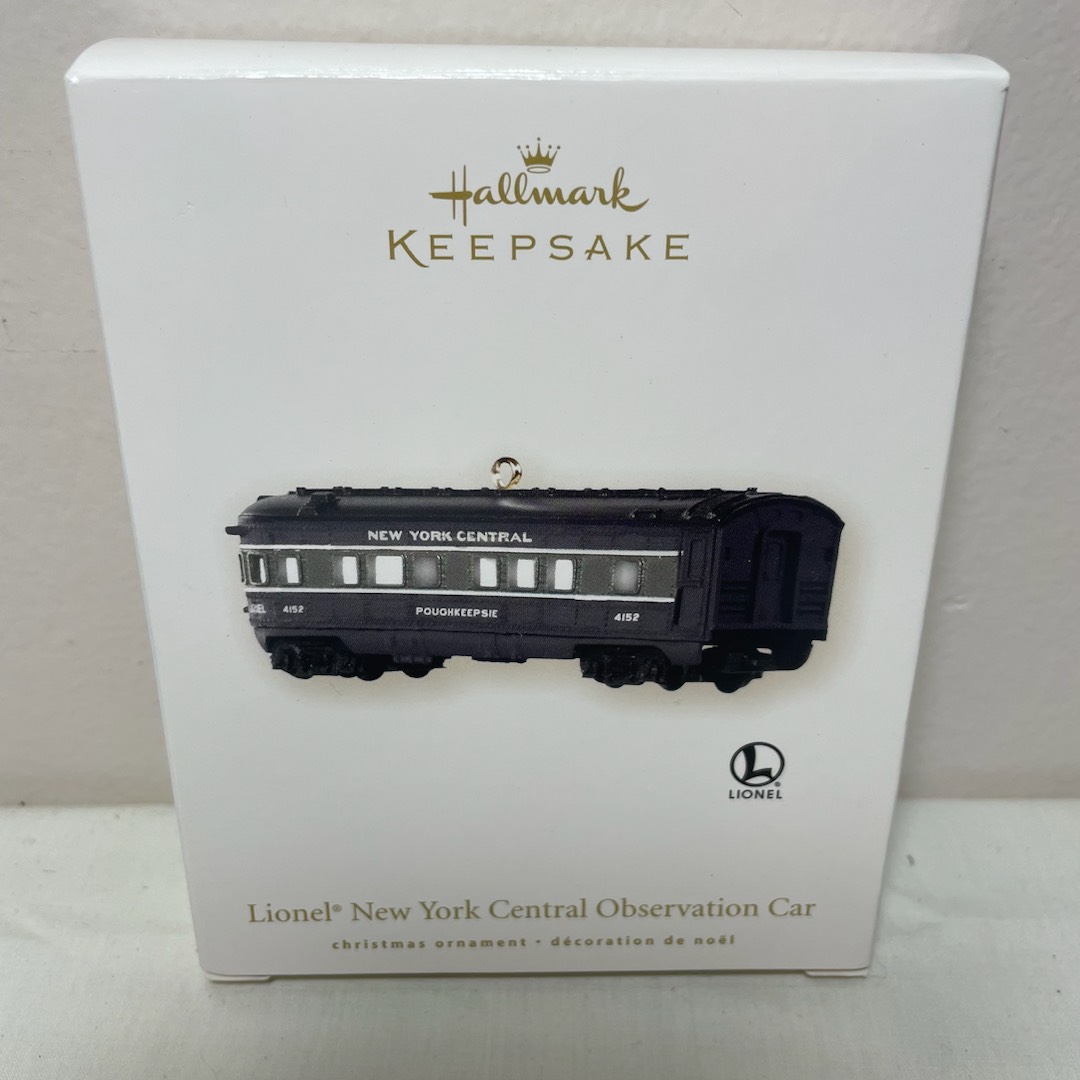 Hallmark
KEEPSAKE
NEW YORK CENTRAL
4152 POUGHKEEPSIE 4152
L
LIONEL
Lionel® New York Central Observation Car
christmas ornament • décoration de noël